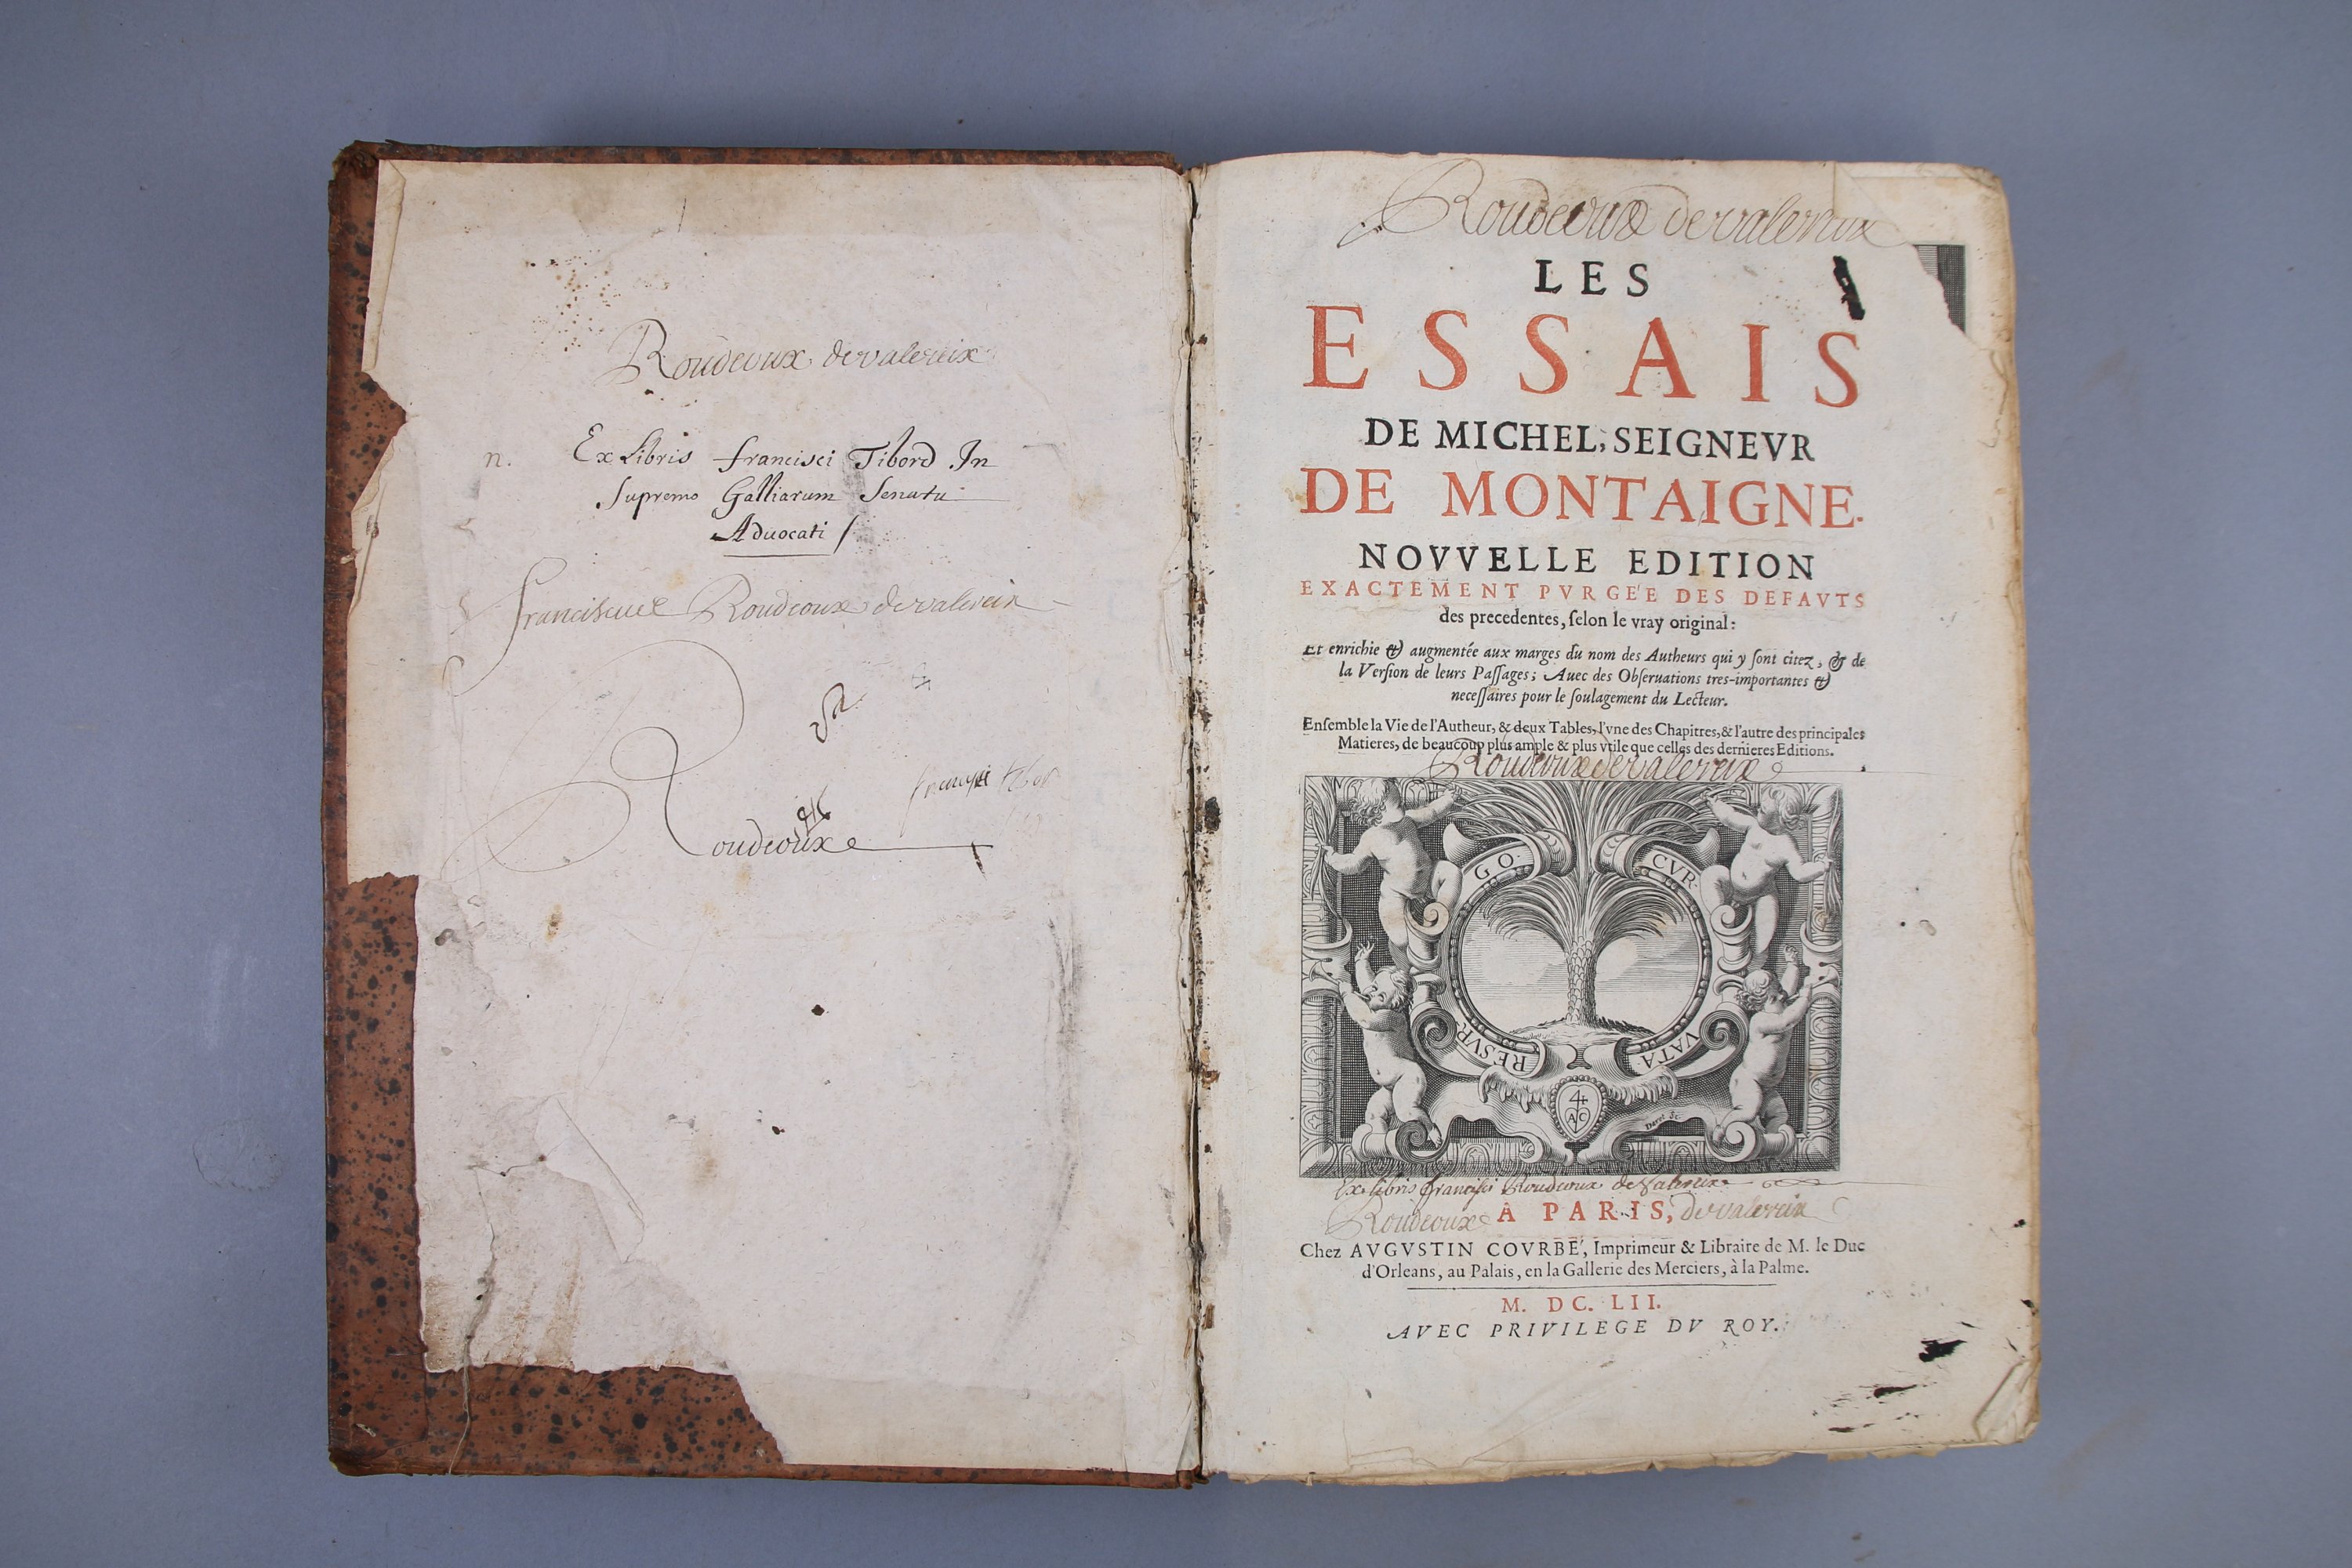 Roudeoux devalereix
n. Ex Libris francisci Tibord In
Supremo Galliarum Senatu
Advocati /
franciscus Roudeoux devalereix
Roudeoux
Roudeoux devalereix
LES
ESSAIS
DE MICHEL, SEIGNEVR
DE MONTAIGNE.
NOVVELLE EDITION
EXACTEMENT PVRGE'E DES DEFAVTS
des precedentes, ſelon le vray original:
Et enrichie & augmentée aux marges du nom des Autheurs qui y ſont citez, & de
la Verſion de leurs Paſſages; Auec des Obſeruations tres-importantes &
neceſſaires pour le ſoulagement du Lecteur.
Enſemble la Vie de l'Autheur, & deux Tables, l'vne des Chapitres, & l'autre des principales
Matieres, de beaucoup plus ample & plus vtile que celles des dernieres Editions.
Roudeoux devalereix
CVR
VATA
RESVR
GO.
4
AC
Daret Sc.
Ex libris francisci Roudeoux devalereix
Roudeoux A PARIS, devalereix
Chez AVGVSTIN COVRBE', Imprimeur & Libraire de M. le Duc
d'Orleans, au Palais, en la Gallerie des Merciers, à la Palme.
M. DC. LII.
AVEC PRIVILEGE DV ROY.